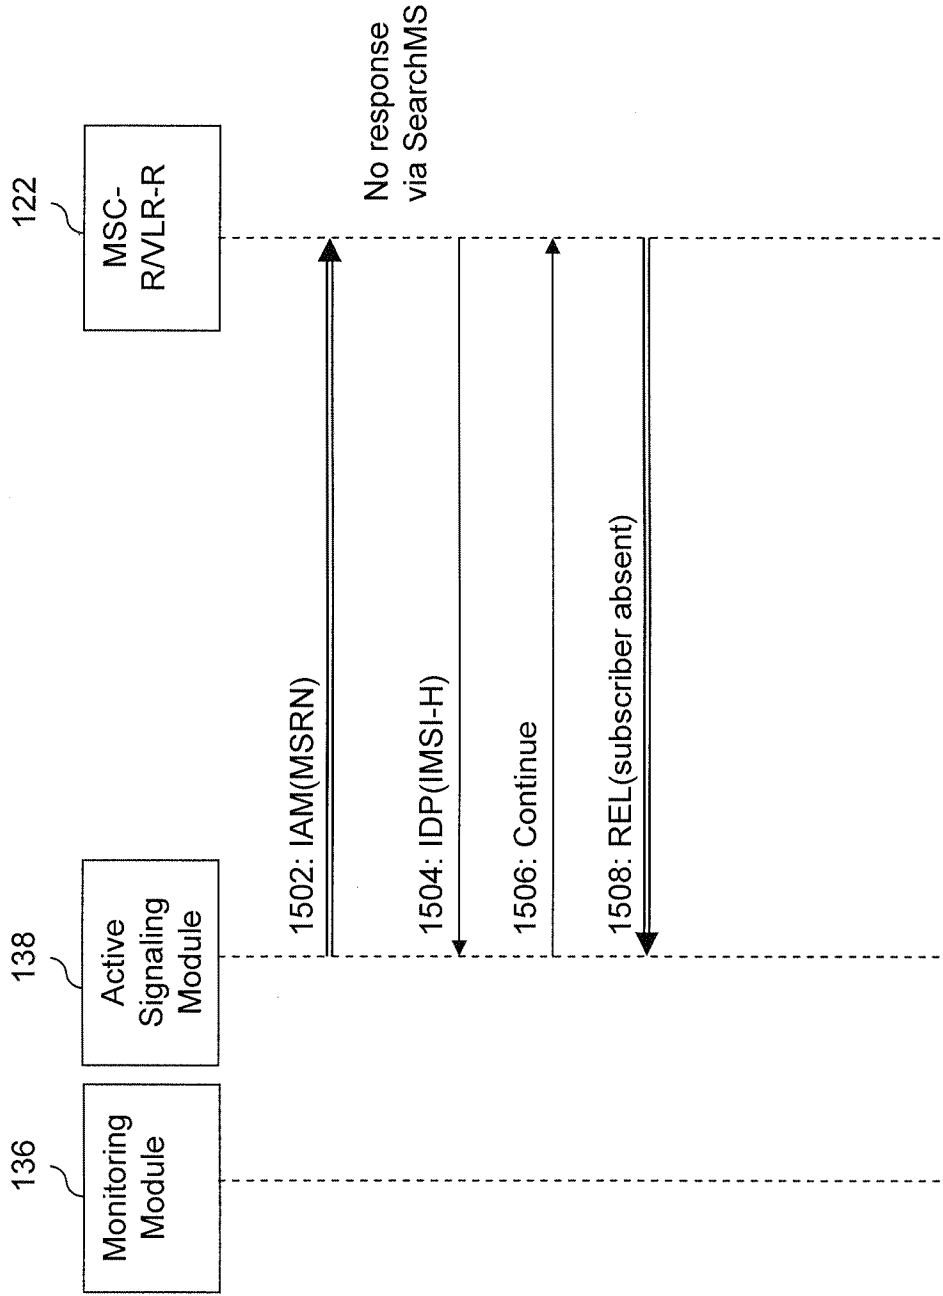 136
Monitoring
Module
138
Active
Signaling
Module
122
MSC-
R/VLR-R
1502: IAM(MSRN)
No response
via SearchMS
1504: IDP(IMSI-H)
1506: Continue
1508: REL(subscriber absent)